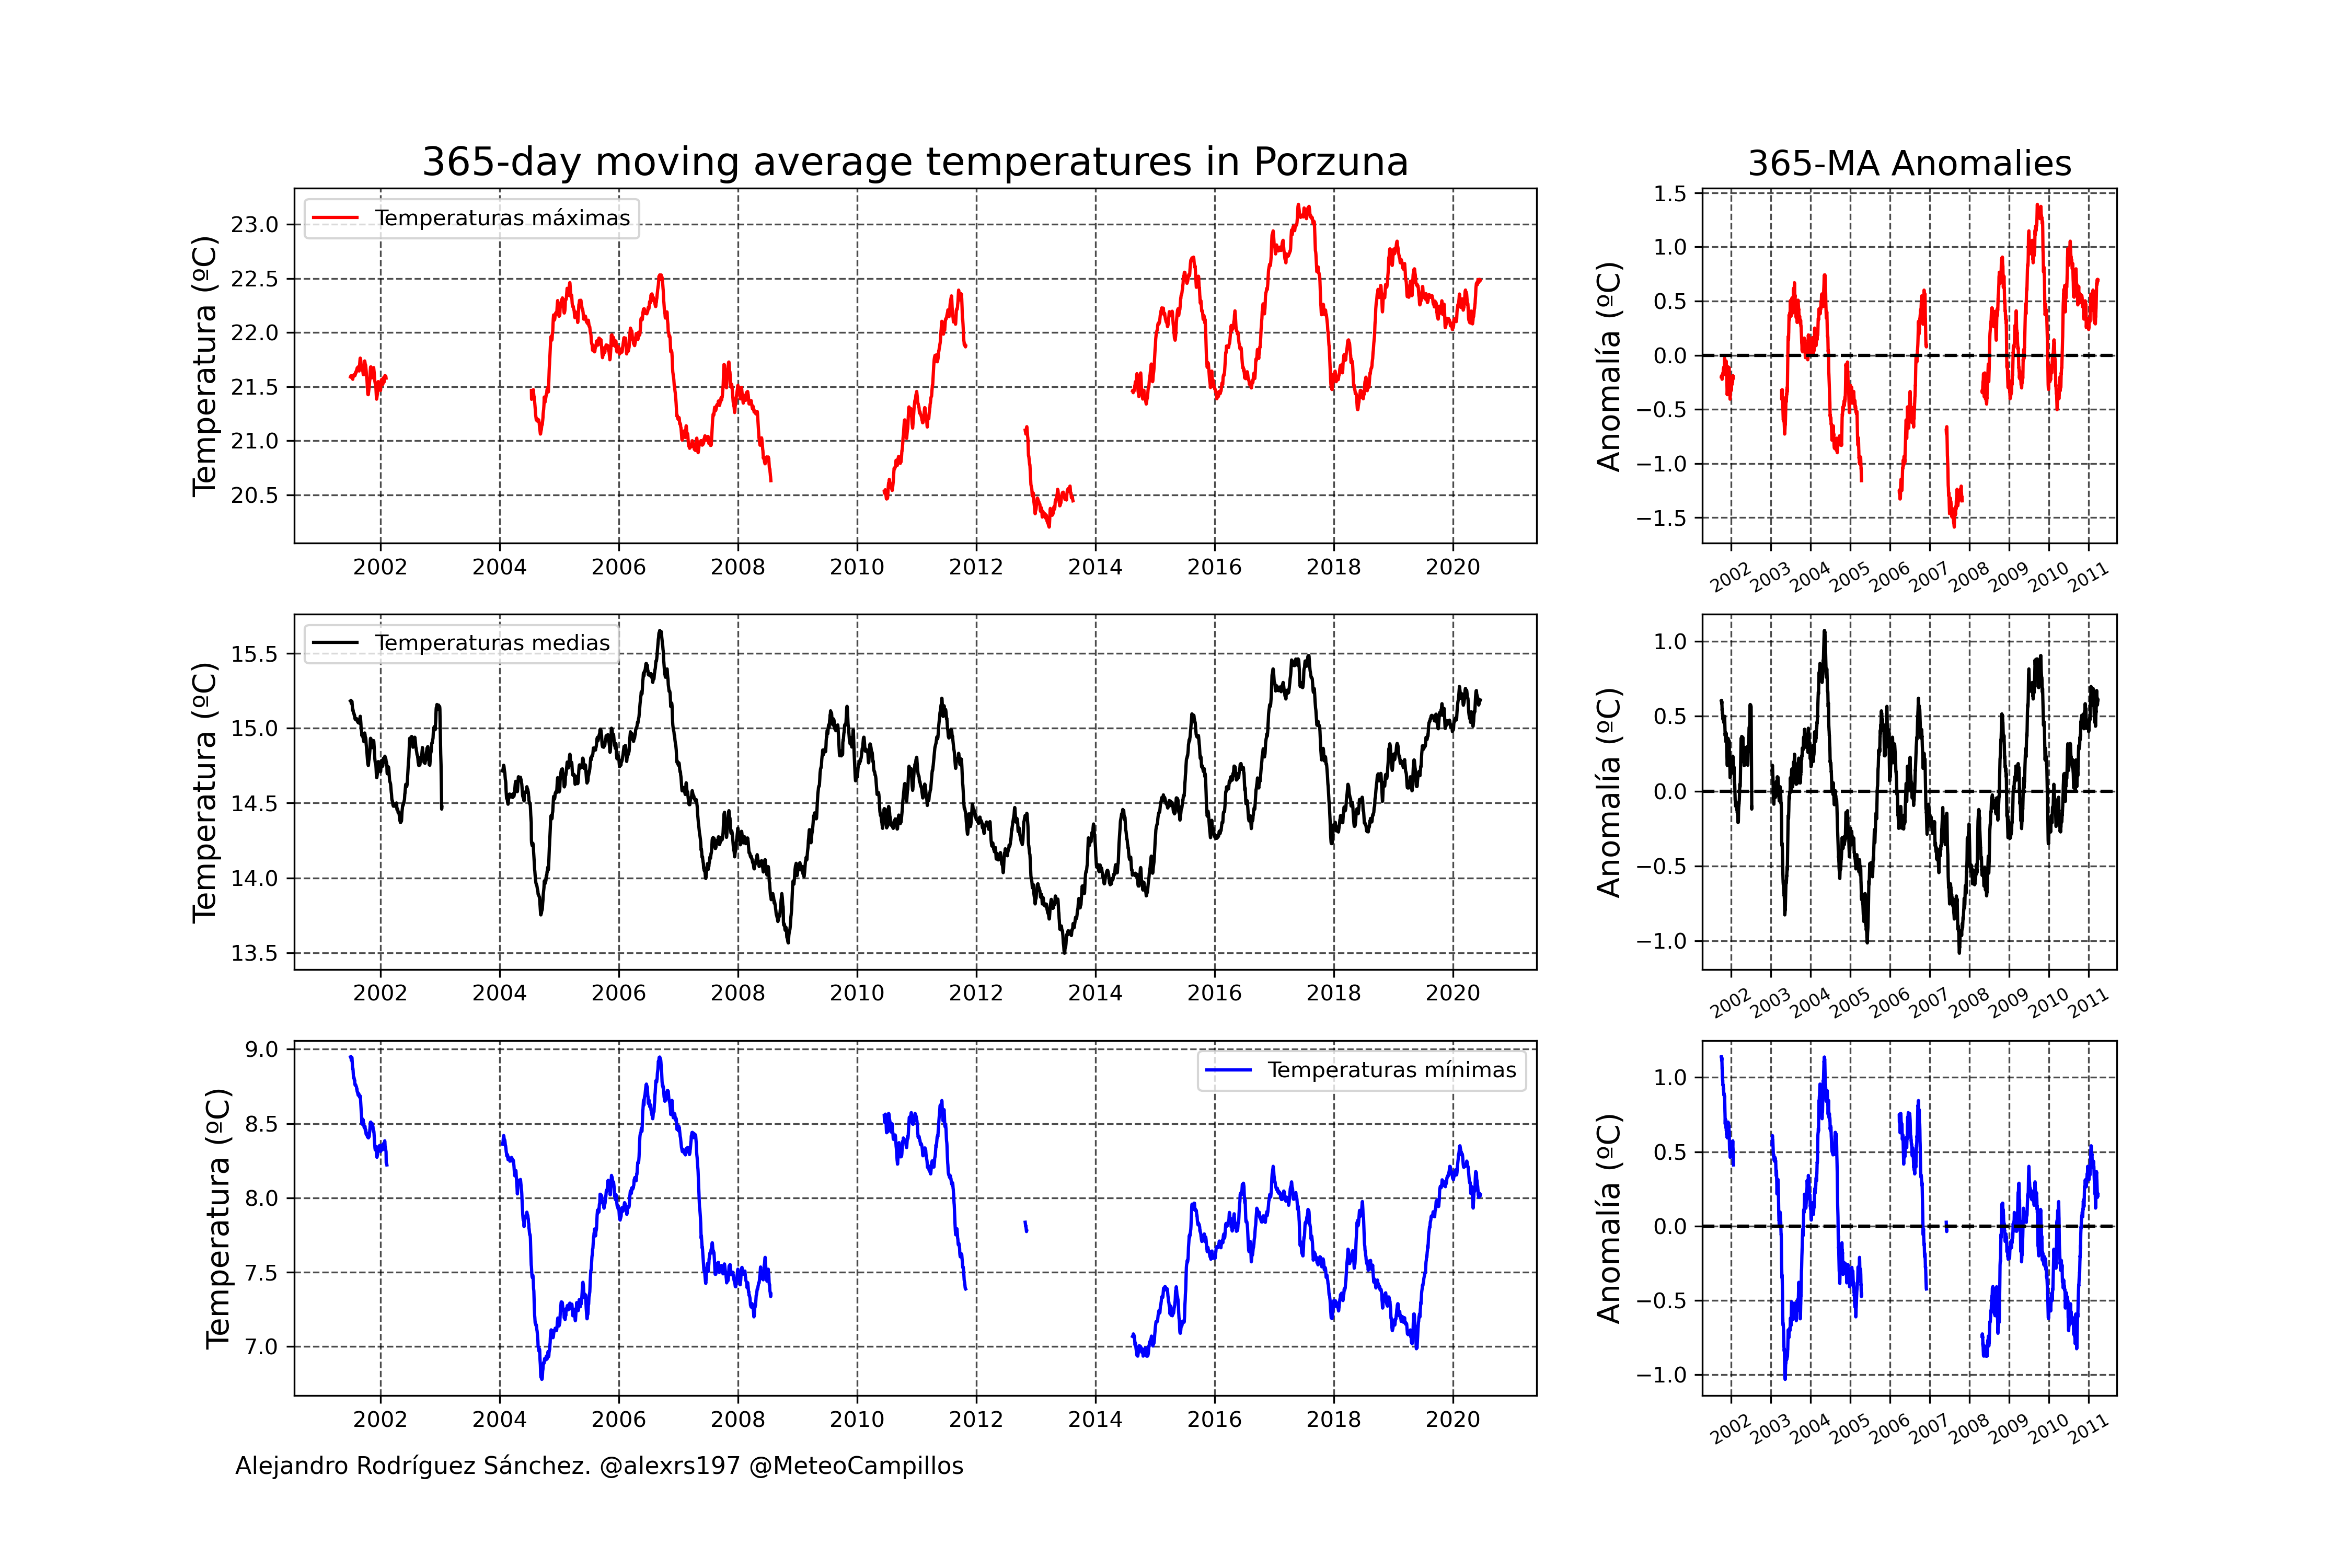 365-day moving average temperatures in Porzuna
Temperatura (ºC)
23.0
22.5
22.0
21.5
21.0
20.5
Temperaturas máximas
2002 2004 2006 2008 2010 2012 2014 2016 2018 2020
365-MA Anomalies
Anomalía (ºC)
1.5
1.0
0.5
0.0
−0.5
−1.0
−1.5
2002 2003 2004 2005 2006 2007 2008 2009 2010 2011
Temperatura (ºC)
15.5
15.0
14.5
14.0
13.5
Temperaturas medias
2002 2004 2006 2008 2010 2012 2014 2016 2018 2020
Anomalía (ºC)
1.0
0.5
0.0
−0.5
−1.0
2002 2003 2004 2005 2006 2007 2008 2009 2010 2011
Temperatura (ºC)
9.0
8.5
8.0
7.5
7.0
Temperaturas mínimas
2002 2004 2006 2008 2010 2012 2014 2016 2018 2020
Anomalía (ºC)
1.0
0.5
0.0
−0.5
−1.0
2002 2003 2004 2005 2006 2007 2008 2009 2010 2011
Alejandro Rodríguez Sánchez. @alexrs197 @MeteoCampillos